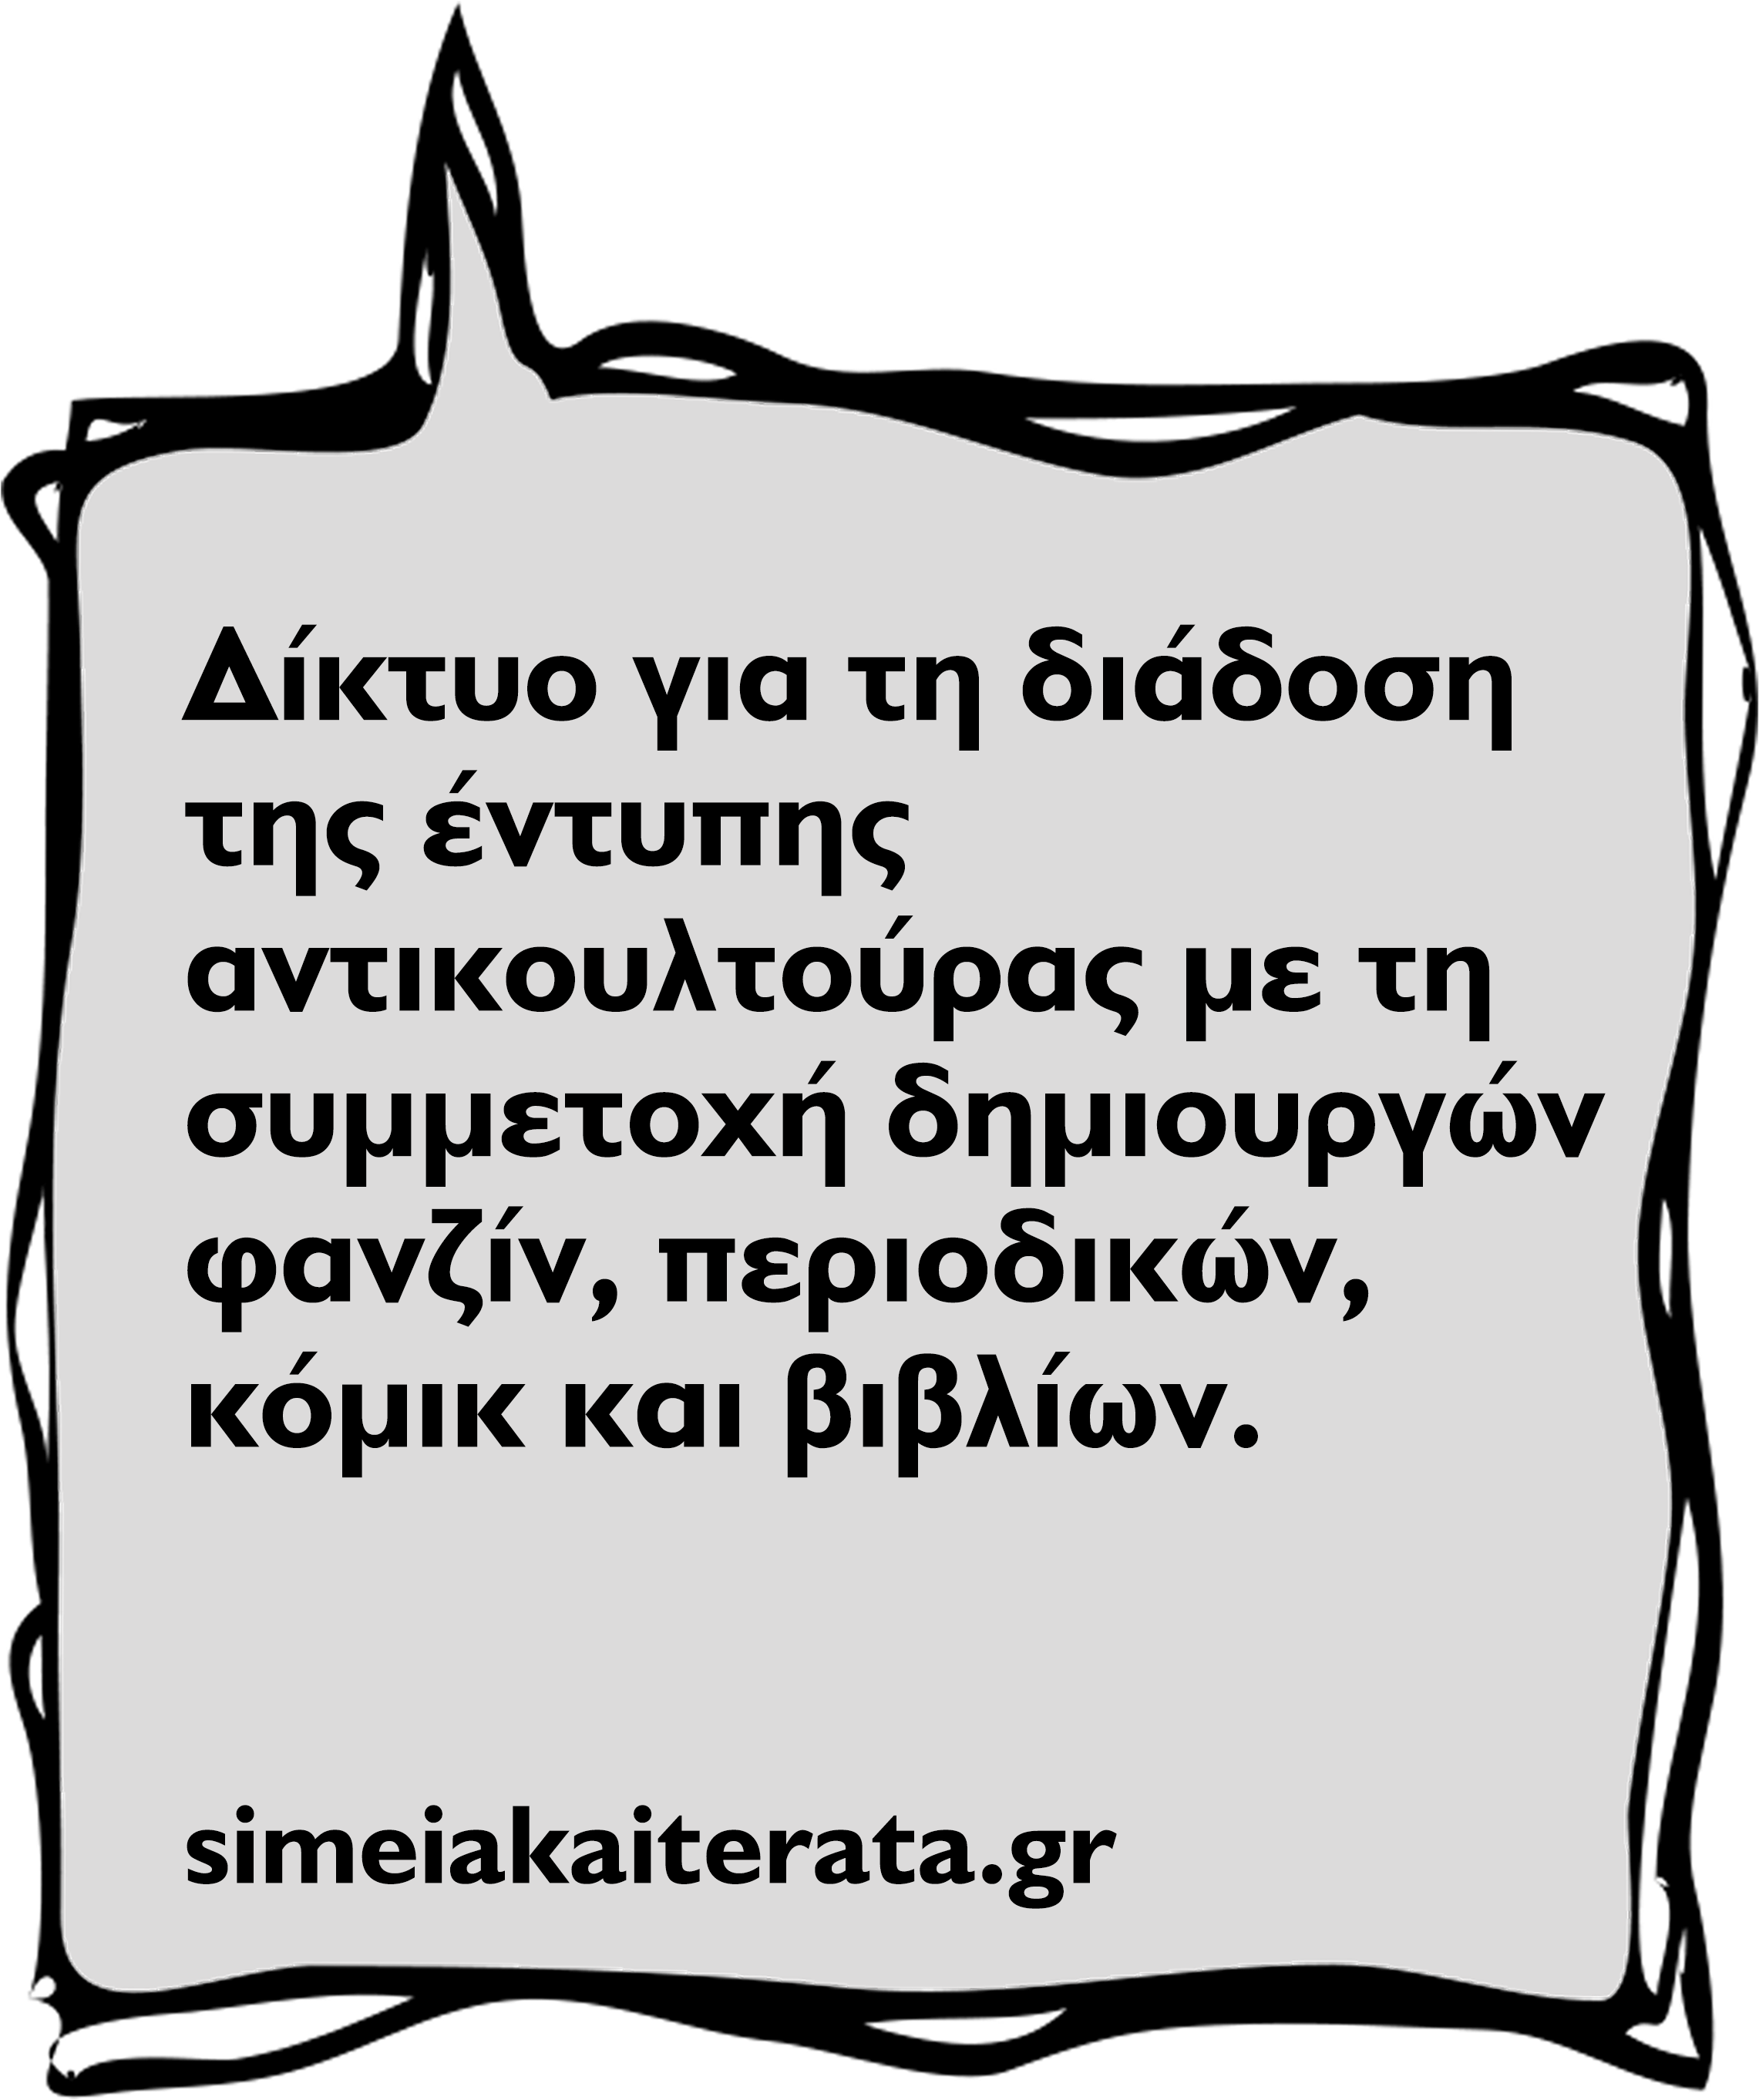 Δίκτυο για τη διάδοση
της έντυπης
αντικουλτούρας με τη
συμμετοχή δημιουργών
φανζίν, περιοδικών,
κόμικ και βιβλίων.
simeiakaiterata.gr